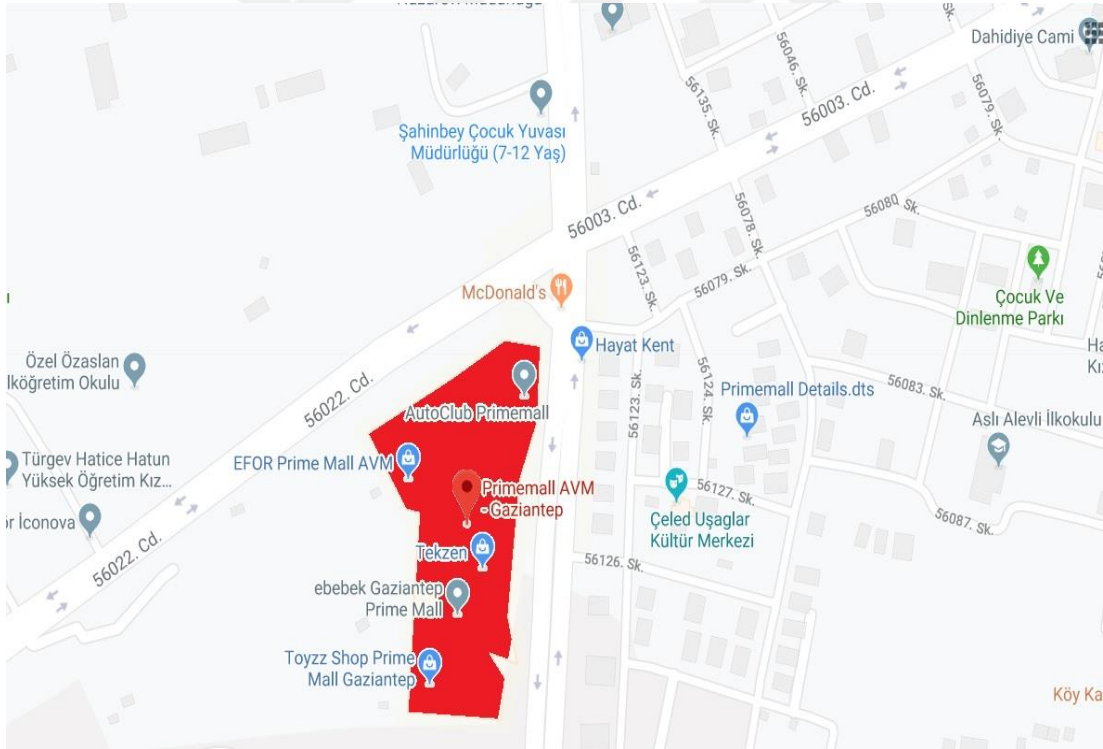 Dahidiye Cami
56046. Sk.
56135. Sk.
56079. Sk.
56003. Cd.
Şahinbey Çocuk Yuvası
Müdürlüğü (7-12 Yaş)
56003. Cd.
56078. Sk.
56080
56123. Sk.
56079. Sk.
Çocuk Ve
Dinlenme Parkı
McDonald's
Hayat Kent
Özel Özaslan
lköğretim Okulu
56022. Cd.
AutoClub Primemall
56123. Sk.
56124. Sk.
Primemall Details.dts
56083. Sk.
Aslı Alevli İlkokulu
EFOR Prime Mall AVM
Türgev Hatice Hatun
Yüksek Öğretim Kız...
Primemall AVM
- Gaziantep
56127. Sk.
56087. Sk.
Çeled Uşaglar
Kültür Merkezi
ör İconova
56022. Cd.
Tekzen
56126. Sk.
ebebek Gaziantep
Prime Mall
Toyzz Shop Prime
Mall Gaziantep
Köy Ka